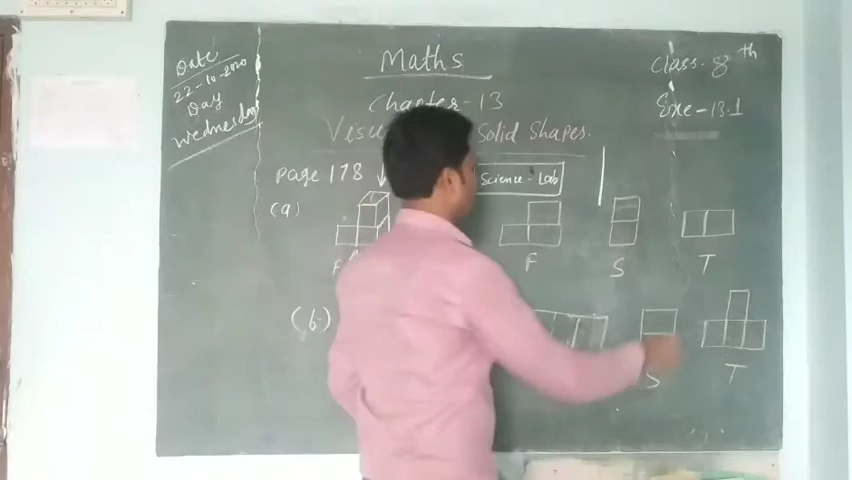 Date
22-10-2020
Day
Wednesday
Maths
Class. 8th
Chapter-13
Exe-13.1
Solid Shapes.
Page 178
Science-Lab
(a)
F S T
(b)
S T